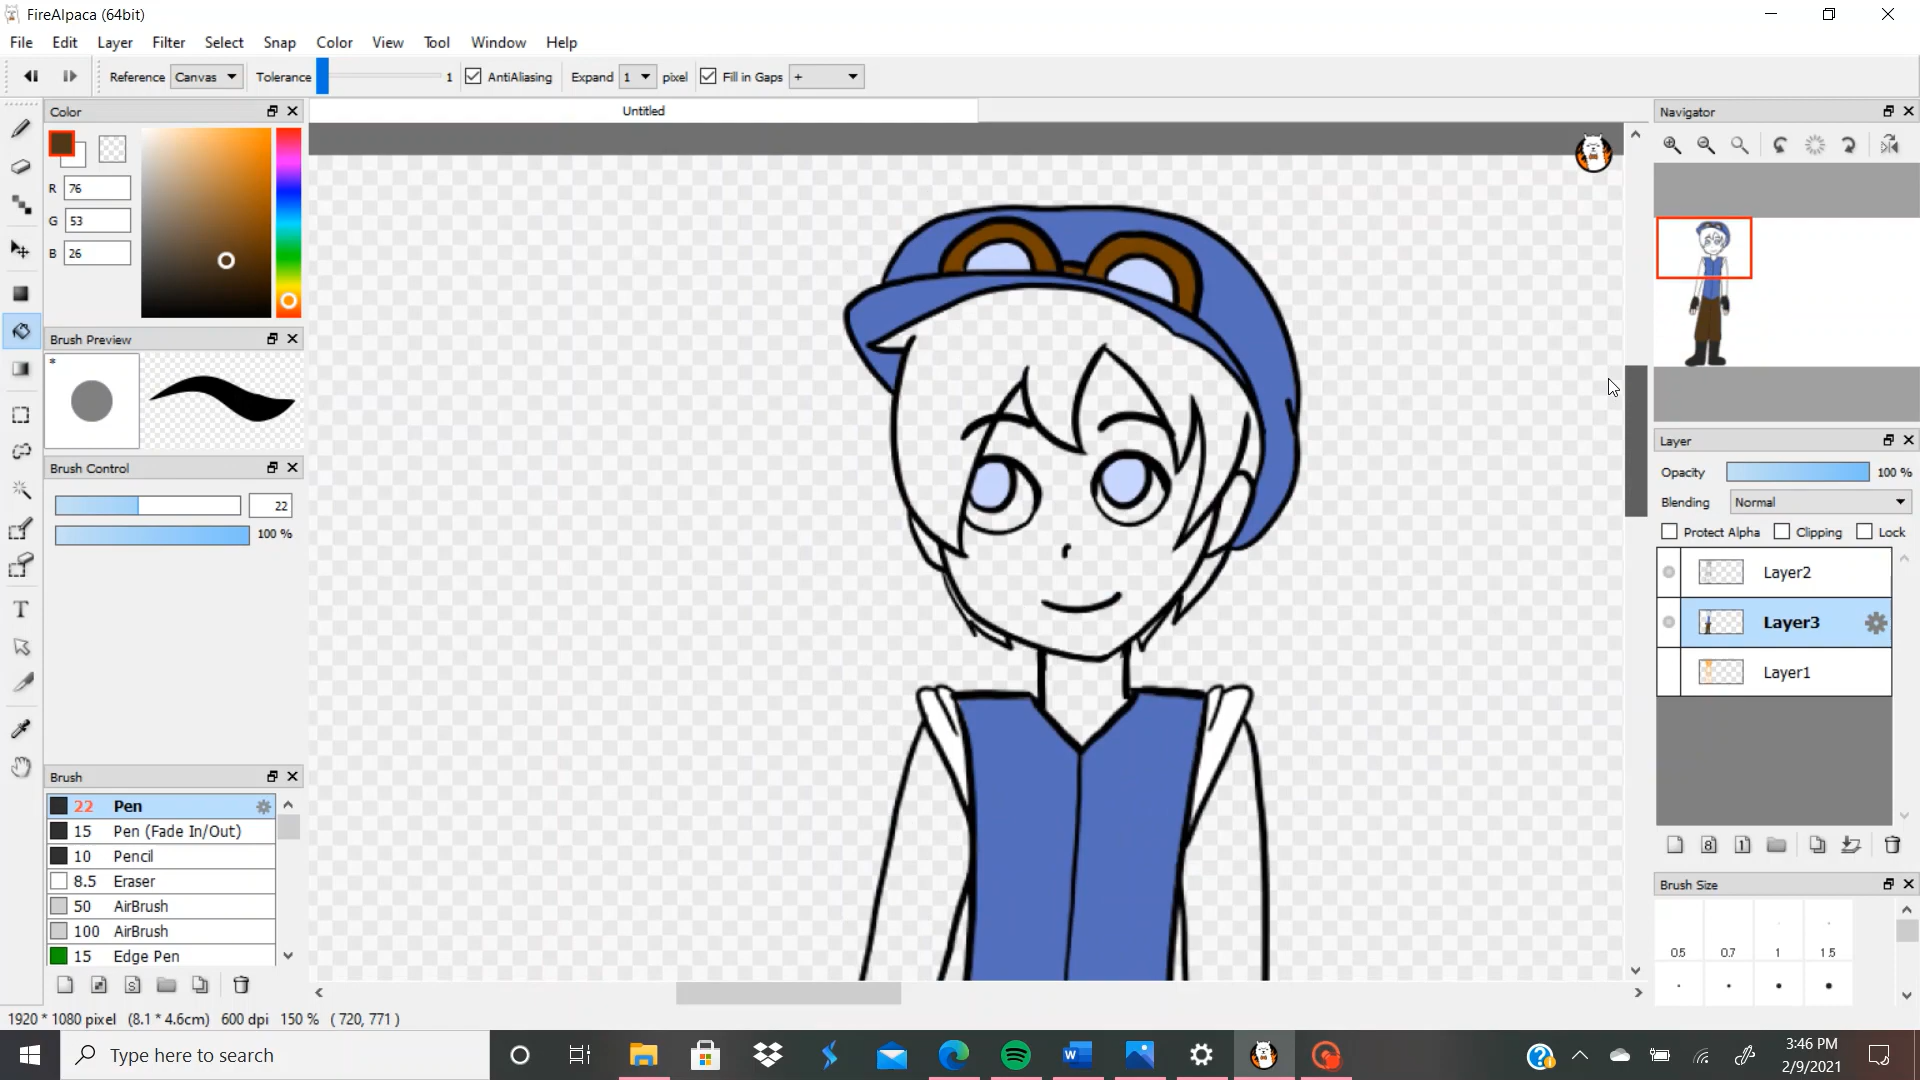 FireAlpaca (64bit)
File Edit Layer Filter Select Snap Color View Tool Window Help
Reference Canvas Tolerance 1 AntiAliasing Expand 1 pixel Fill in Gaps +
Color
Untitled
Navigator
R 76
G 53
B 26
Brush Preview
*
Brush Control
22
100 %
Layer
Opacity 100 %
Blending Normal
Protect Alpha Clipping Lock
Layer2
Layer3
Layer1
Brush
22 Pen
15 Pen (Fade In/Out)
10 Pencil
8.5 Eraser
50 AirBrush
100 AirBrush
15 Edge Pen
8 1
S
T
Brush Size
0.5 0.7 1 1.5
1920 * 1080 pixel (8.1 * 4.6cm) 600 dpi 150 % ( 720, 771 )
Type here to search
W
?
3:46 PM
2/9/2021